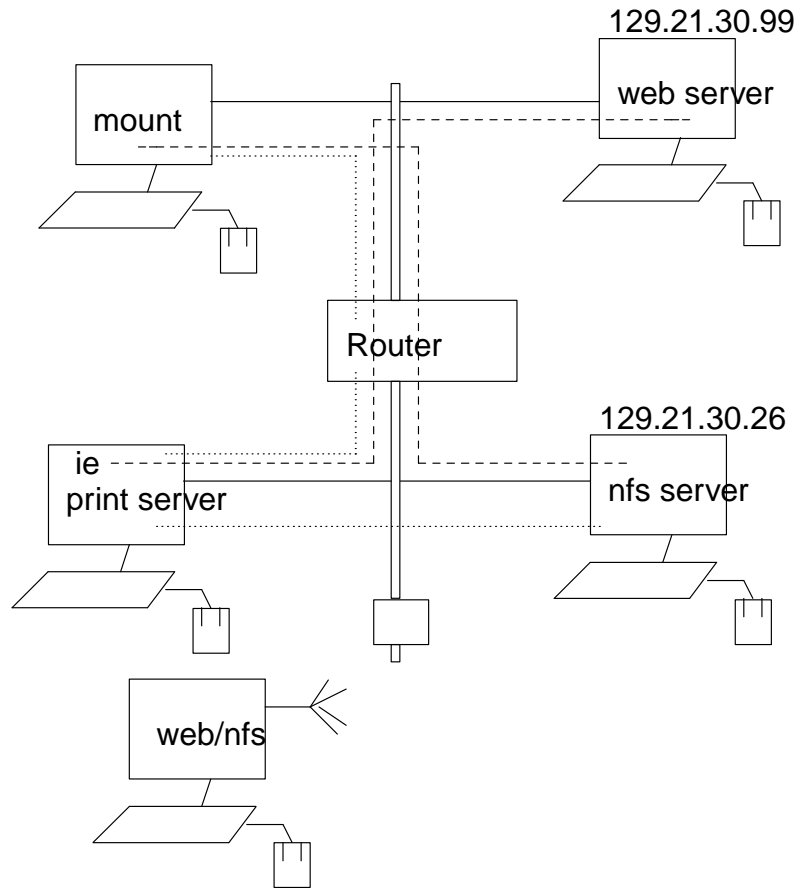 129.21.30.99
mount
web server
Router
129.21.30.26
ie
print server
nfs server
web/nfs